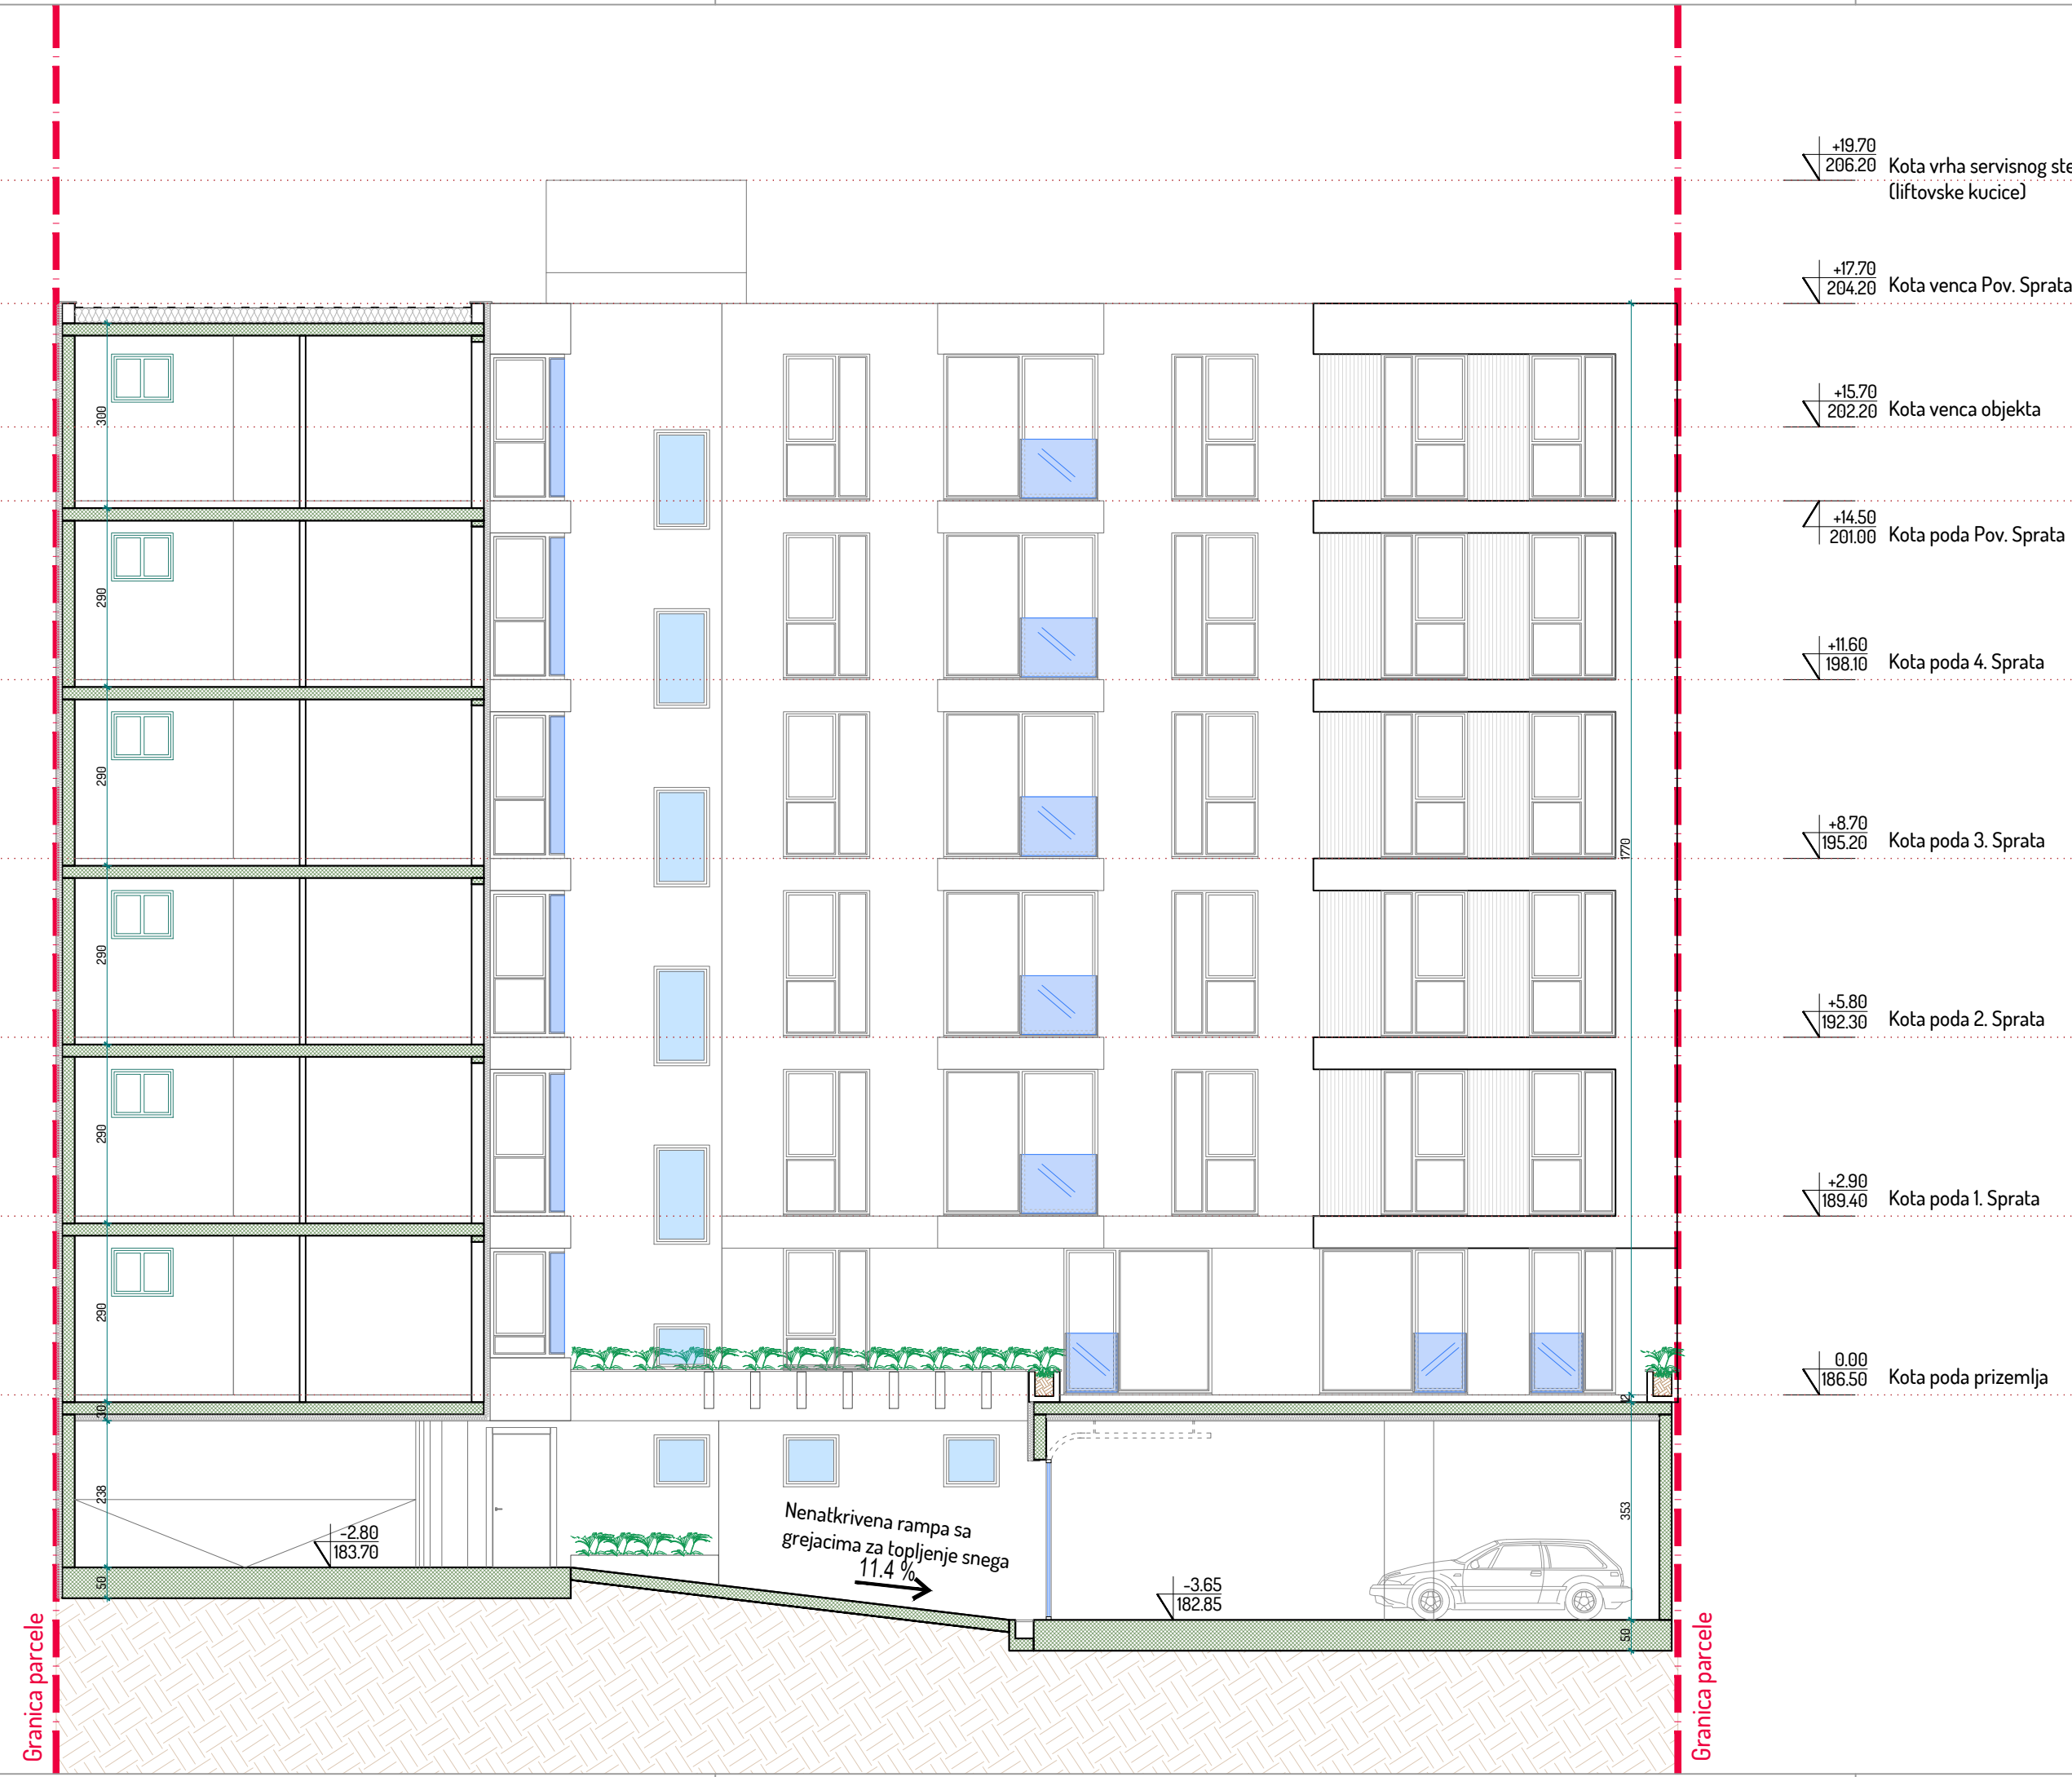 +19.70
206.20 Kota vrha servisnog
(liftovske kucice)
+17.70
204.20 Kota venca Pov. Sprata
300
+15.70
202.20 Kota venca objekta
+14.50
201.00 Kota poda Pov. Sprata
290
+11.60
198.10 Kota poda 4. Sprata
290
1770
+8.70
195.20 Kota poda 3. Sprata
290
+5.80
192.30 Kota poda 2. Sprata
290
+2.90
189.40 Kota poda 1. Sprata
290
0.00
186.50 Kota poda prizemlja
30
12
238
353
Nenatkrivena rampa sa
grejacima za topljenje snega
11.4 %
-2.80
183.70
-3.65
182.85
50
50
Granica parcele
Granica parcele